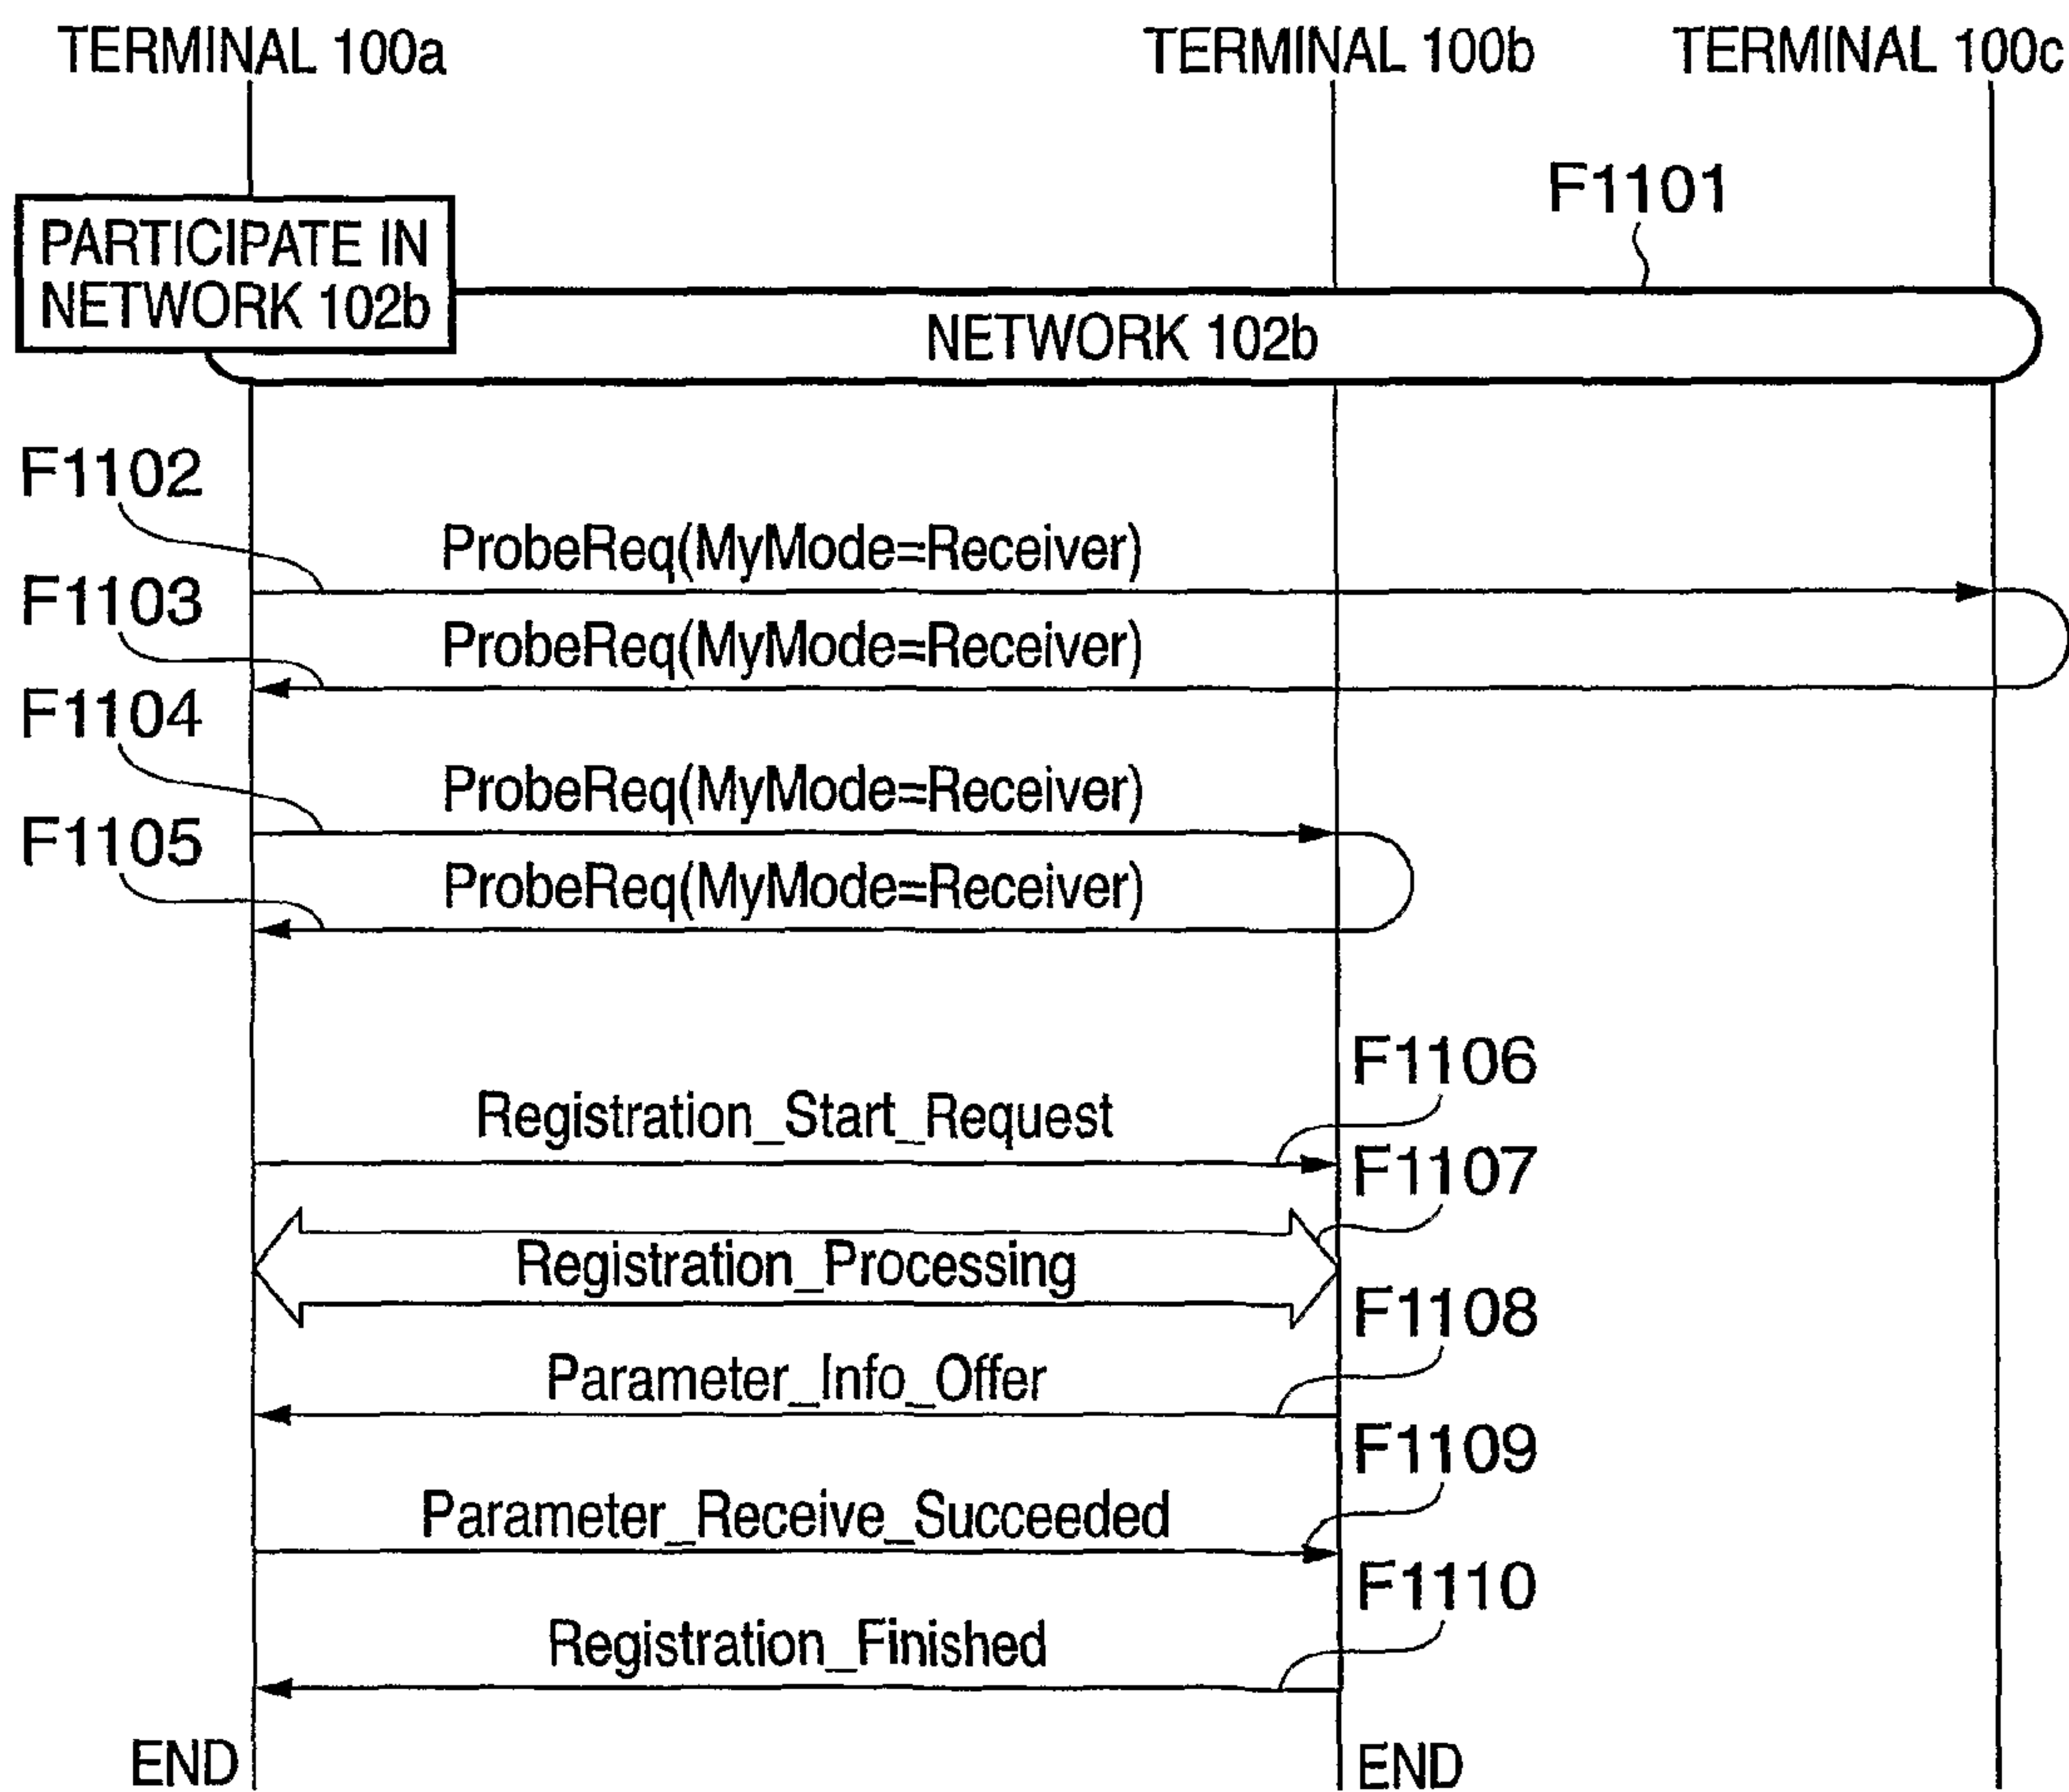 TERMINAL 100a
TERMINAL 100b
TERMINAL 100c
F1101
PARTICIPATE IN
NETWORK 102b
NETWORK 102b
F1102
ProbeReq(MyMode=Receiver)
F1103
ProbeReq(MyMode=Receiver)
F1104
ProbeReq(MyMode=Receiver)
F1105
ProbeReq(MyMode=Receiver)
F1106
Registration_Start_Request
F1107
Registration_Processing
F1108
Parameter_Info_Offer
F1109
Parameter_Receive_Succeeded
F1110
Registration_Finished
END
END